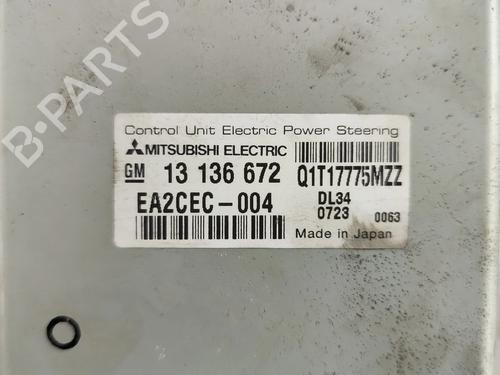 B-PARTS
Control Unit Electric Power Steering
MITSUBISHI ELECTRIC
GM 13 136 672 Q1T17775MZZ
EA2CEC-004 DL34
0723 0063
Made in Japan